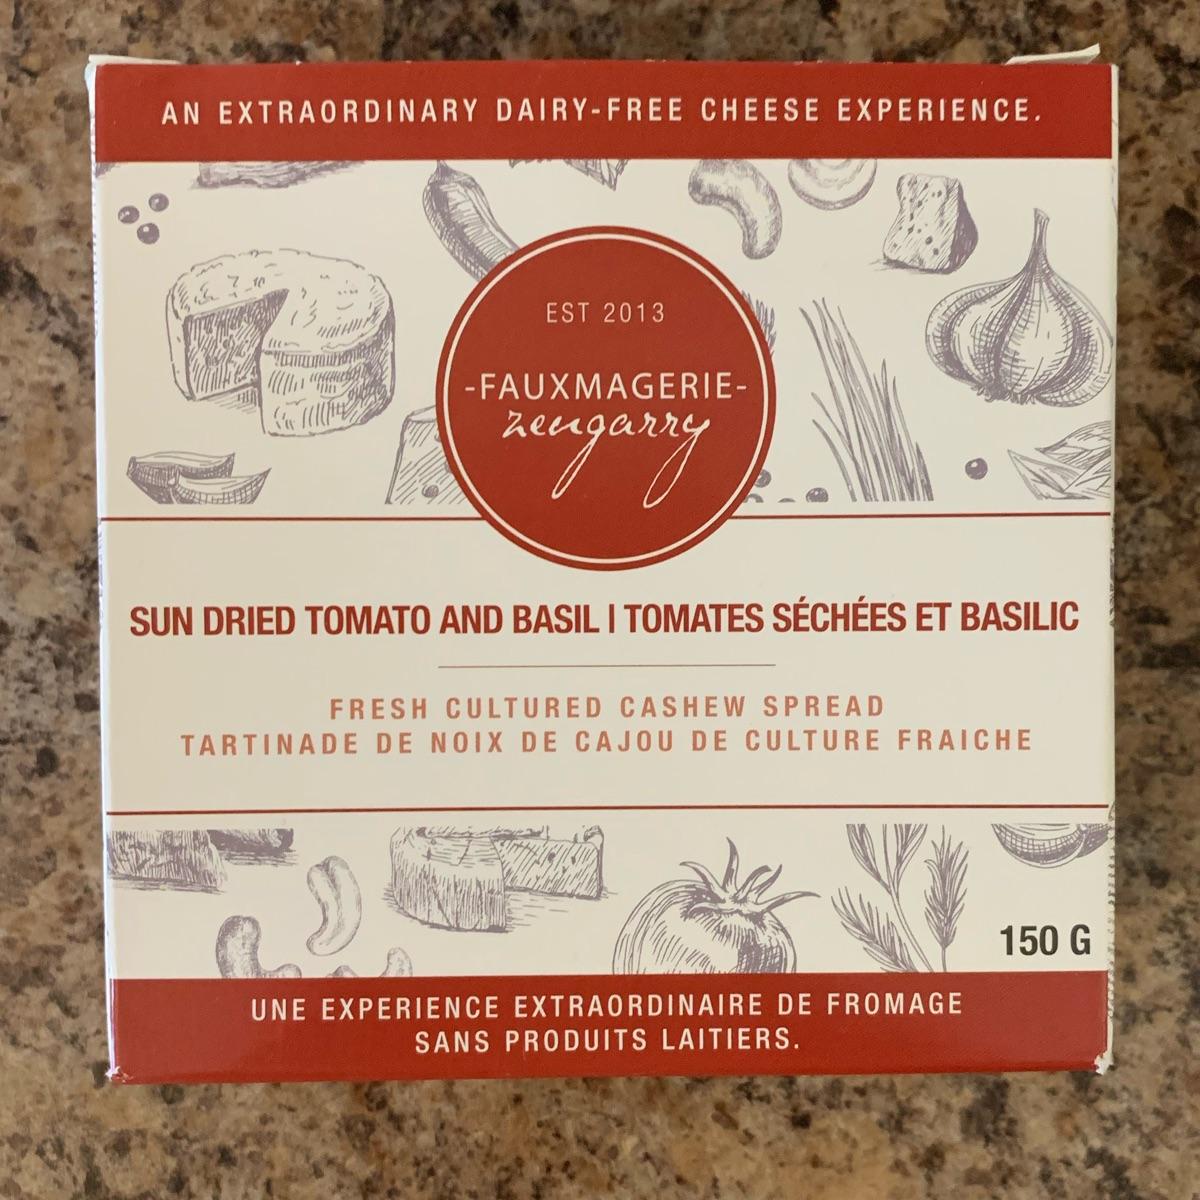 AN EXTRAORDINARY DAIRY-FREE CHEESE EXPERIENCE.
EST 2013
-FAUXMAGERIE-
zengarry
SUN DRIED TOMATO AND BASIL | TOMATES SÉCHÉES ET BASILIC
FRESH CULTURED CASHEW SPREAD
TARTINADE DE NOIX DE CAJOU DE CULTURE FRAICHE
150 G
UNE EXPERIENCE EXTRAORDINAIRE DE FROMAGE
SANS PRODUITS LAITIERS.